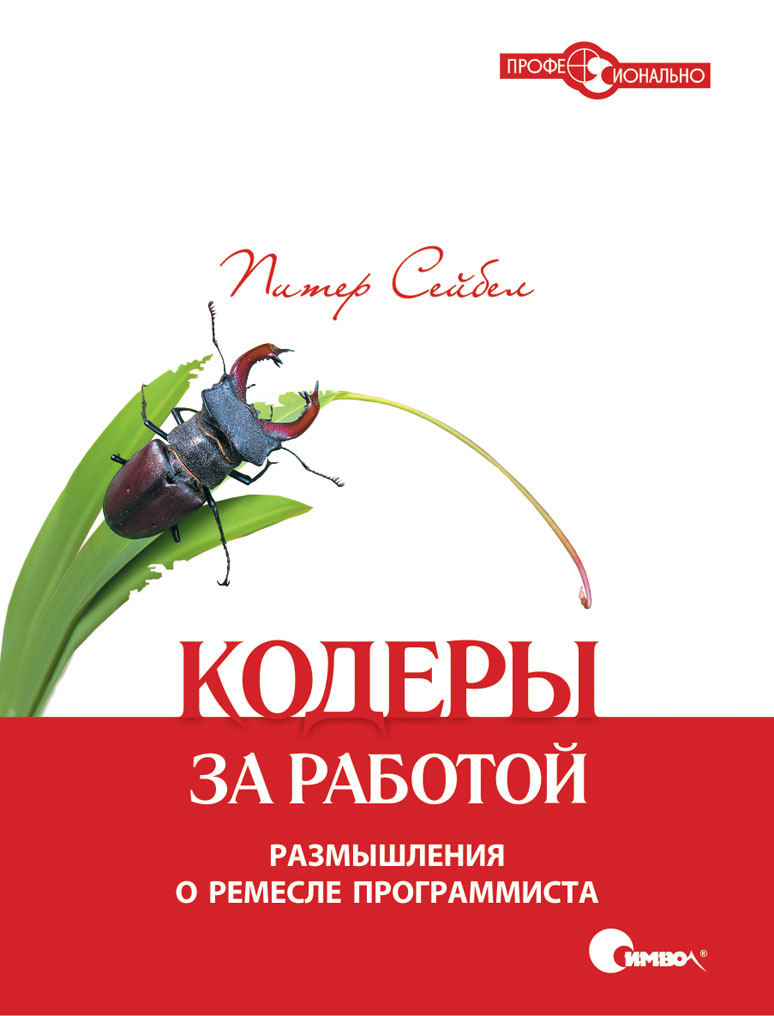 ПРОФЕССИОНАЛЬНО
Питер Сейбел
КОДЕРЫ
ЗА РАБОТОЙ
РАЗМЫШЛЕНИЯ
О РЕМЕСЛЕ ПРОГРАММИСТА
СИМВОЛ®